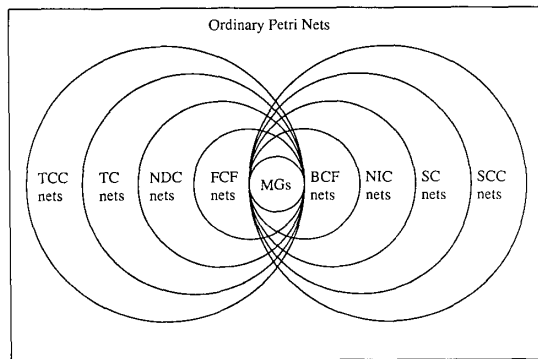 Ordinary Petri Nets
TCC nets
TC nets
NDC nets
FCF nets
MGs
BCF nets
NIC nets
SC nets
SCC nets